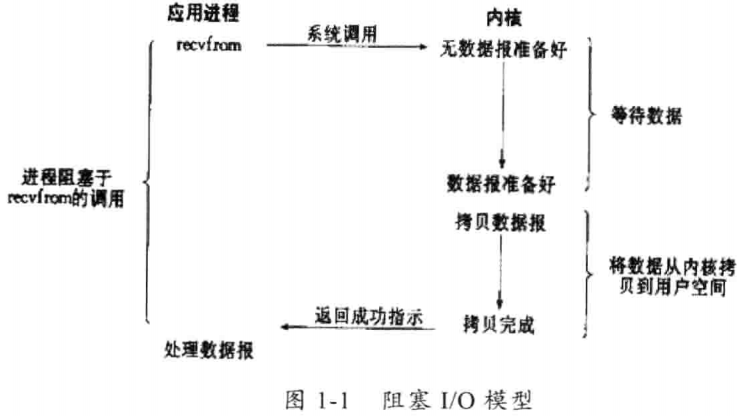 应用进程
内核
recvfrom
系统调用
无数据报准备好
等待数据
进程阻塞于
recvfrom的调用
数据报准备好
拷贝数据报
将数据从内核拷
贝到用户空间
返回成功指示
拷贝完成
处理数据报
图 1-1 阻塞 I/O 模型